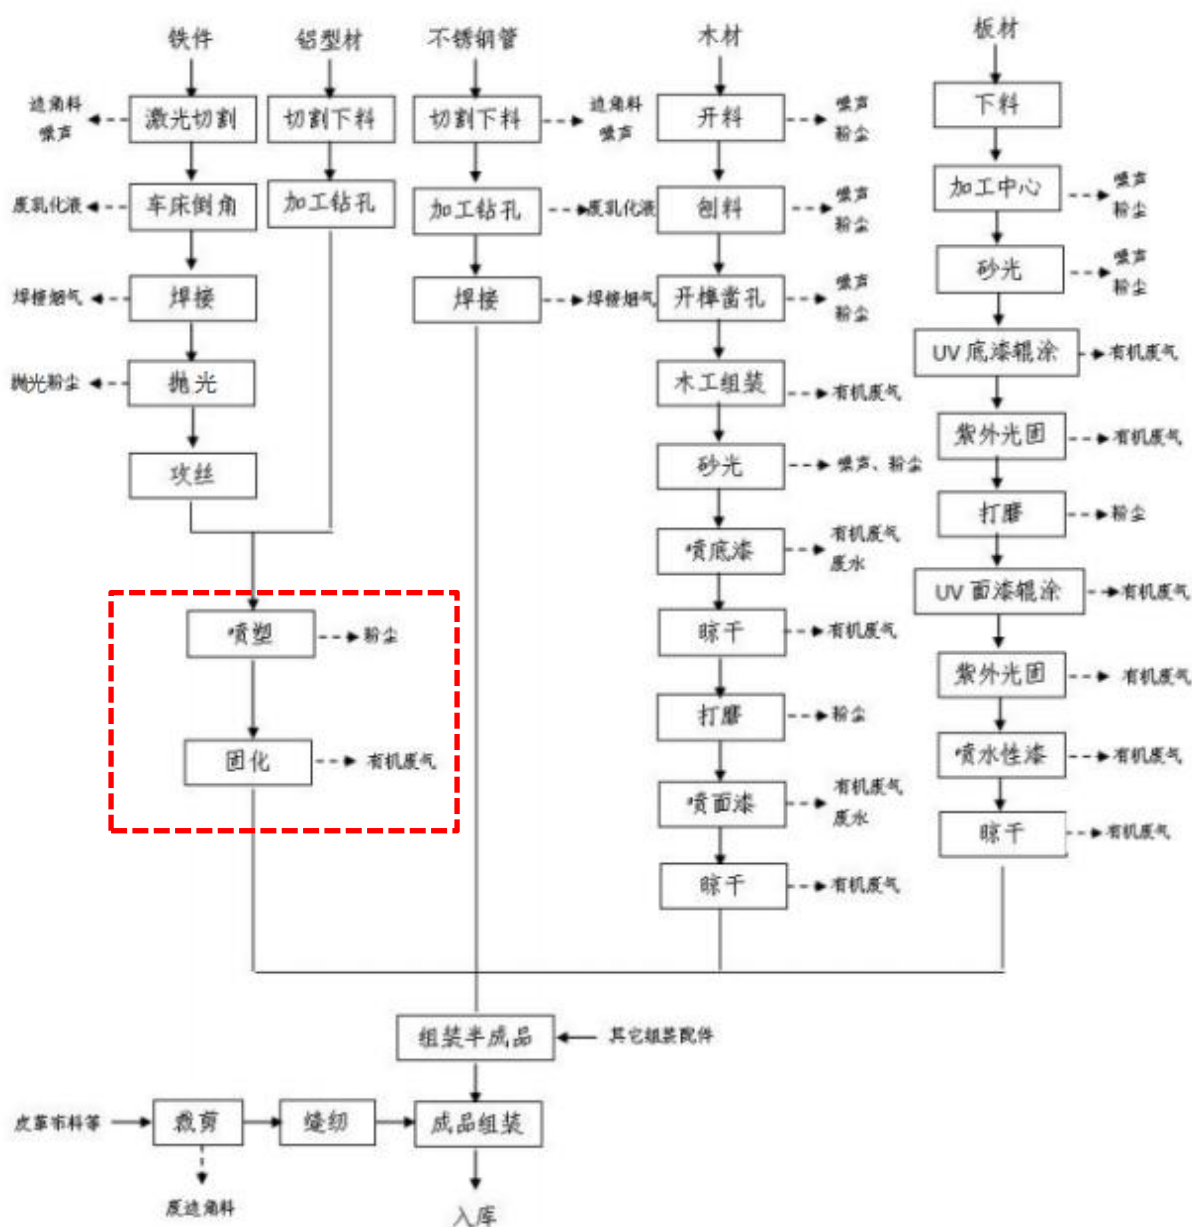 铁件
铝型材
不锈钢管
木材
板材
边角料
噪声
激光切割
切割下料
切割下料
边角料
噪声
开料
噪声
粉尘
下料
废乳化液
车床倒角
加工钻孔
加工钻孔
废乳化液
刨料
噪声
粉尘
加工中心
噪声
粉尘
焊接烟气
焊接
焊接
焊接烟气
开榫凿孔
噪声
粉尘
砂光
噪声
粉尘
抛光粉尘
抛光
木工组装
有机废气
UV 底漆辊涂
有机废气
攻丝
砂光
噪声、粉尘
紫外光固
有机废气
喷底漆
有机废气
废水
打磨
粉尘
喷塑
粉尘
晾干
有机废气
UV 面漆辊涂
有机废气
固化
有机废气
打磨
粉尘
紫外光固
有机废气
喷面漆
有机废气
废水
喷水性漆
有机废气
晾干
有机废气
晾干
有机废气
组装半成品
其它组装配件
皮革布料等
裁剪
缝纫
成品组装
废边角料
入库